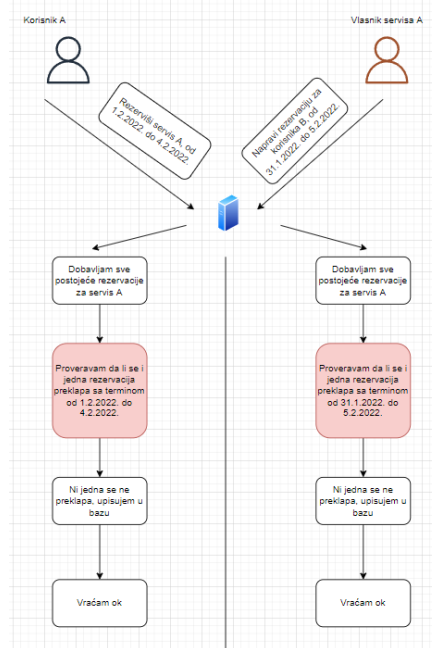 Korisnik A
Vlasnik servisa A
Rezerviši servis A, od
1.2.2022. do 4.2.2022.
Napravi rezervaciju za
korisnika B, od
31.1.2022. do 5.2.2022.
Dobavljam sve
postojeće rezervacije
za servis A
Dobavljam sve
postojeće rezervacije
za servis A
Proveravam da li se i
jedna rezervacija
preklapa sa terminom
od 1.2.2022. do
4.2.2022.
Proveravam da li se i
jedna rezervacija
preklapa sa terminom
od 31.1.2022. do
5.2.2022.
Ni jedna se ne
preklapa, upisujem u
bazu
Ni jedna se ne
preklapa, upisujem u
bazu
Vraćam ok
Vraćam ok